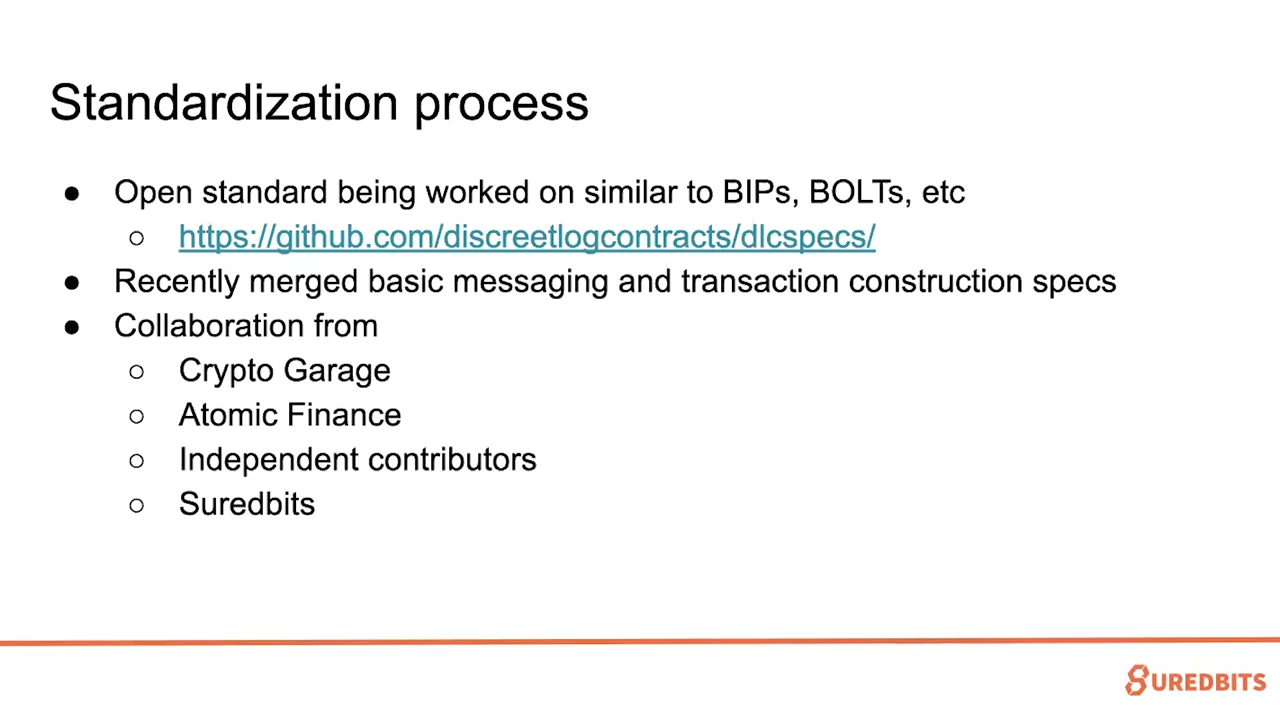 Standardization process
● Open standard being worked on similar to BIPs, BOLTs, etc
○ https://github.com/discreetlogcontracts/dlcspecs/
● Recently merged basic messaging and transaction construction specs
● Collaboration from
○ Crypto Garage
○ Atomic Finance
○ Independent contributors
○ Suredbits
SUREDBITS